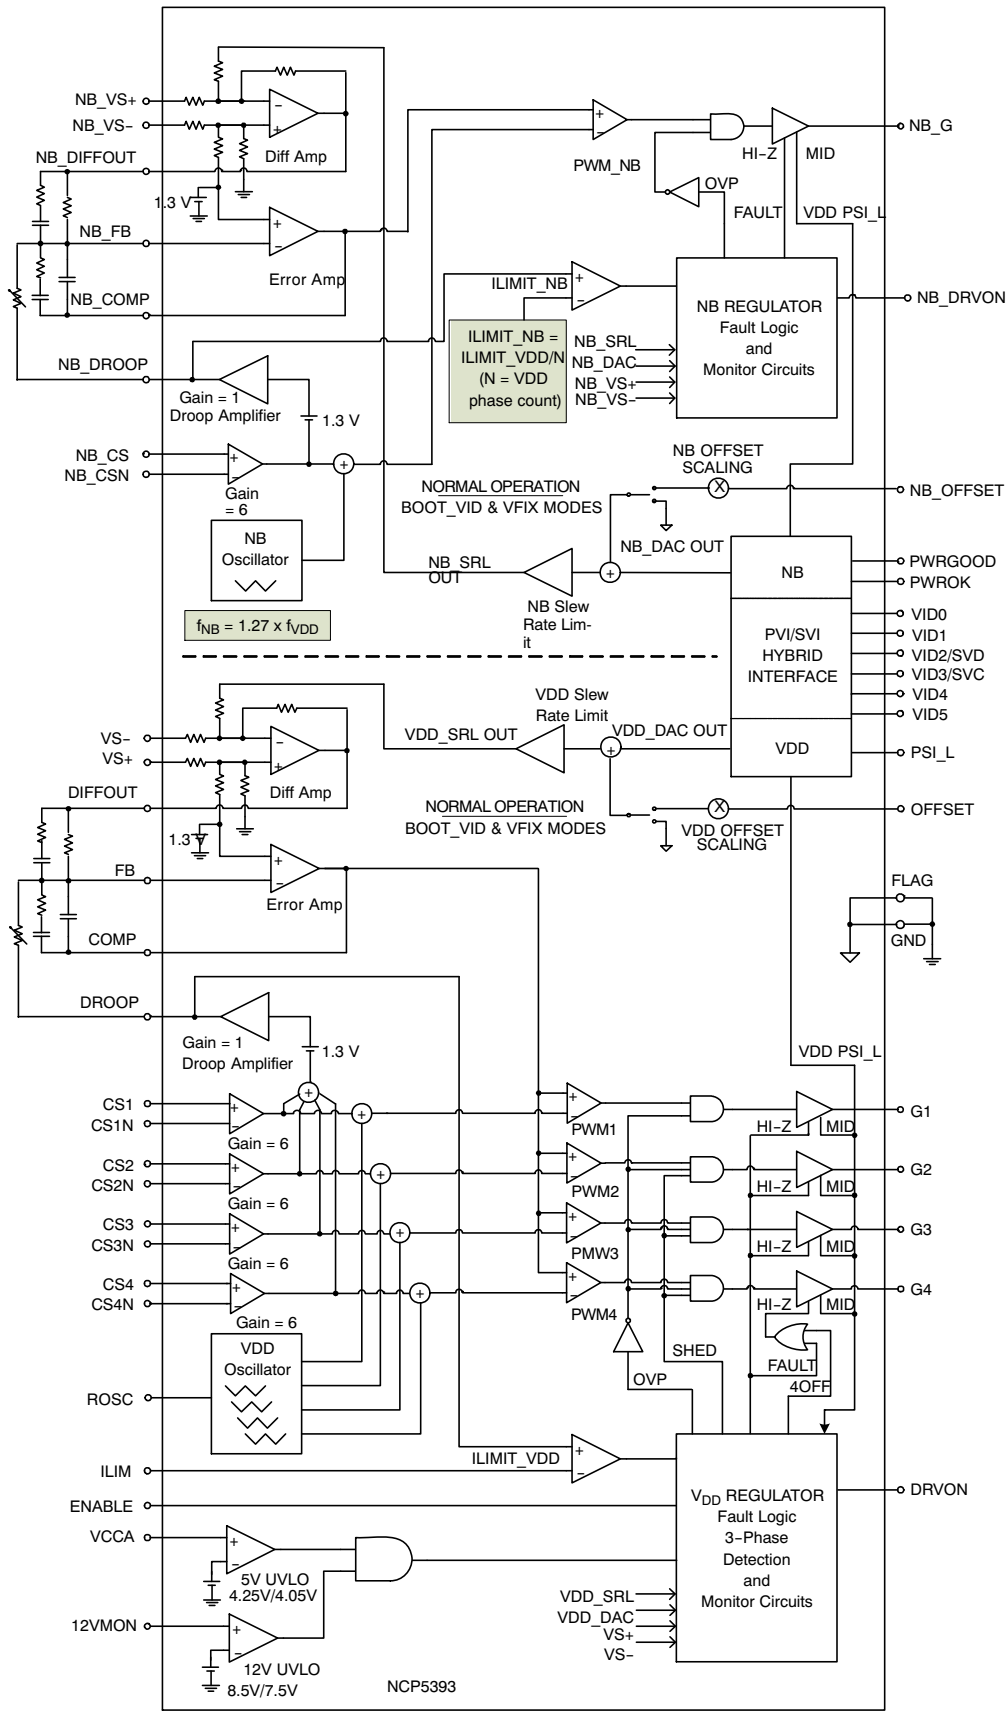 NB_VS+
NB_VS-
Diff Amp
NB_DIFFOUT
1.3 V
NB_FB
Error Amp
NB_COMP
NB_DROOP
Gain = 1
Droop Amplifier
1.3 V
NB_CS
NB_CSN
Gain
= 6
NB
Oscillator
fNB = 1.27 x fVDD
PWM_NB
HI-Z
MID
NB_G
OVP
FAULT
VDD PSI_L
ILIMIT_NB
ILIMIT_NB =
ILIMIT_VDD/N
(N = VDD
phase count)
NB_SRL
NB_DAC
NB_VS+
NB_VS-
NB REGULATOR
Fault Logic
and
Monitor Circuits
NB_DRVON
NB OFFSET
SCALING
NORMAL OPERATION
BOOT_VID & VFIX MODES
NB_OFFSET
NB_DAC OUT
NB_SRL
OUT
NB Slew
Rate Lim-
it
NB
PVI/SVI
HYBRID
INTERFACE
VDD
PWRGOOD
PWROK
VID0
VID1
VID2/SVD
VID3/SVC
VID4
VID5
PSI_L
VDD Slew
Rate Limit
VDD_SRL OUT
VDD_DAC OUT
VS-
VS+
Diff Amp
DIFFOUT
1.3 V
NORMAL OPERATION
BOOT_VID & VFIX MODES
VDD OFFSET
SCALING
OFFSET
FB
Error Amp
COMP
FLAG
GND
DROOP
Gain = 1
Droop Amplifier
1.3 V
VDD PSI_L
CS1
CS1N
Gain = 6
PWM1
HI-Z
MID
G1
CS2
CS2N
Gain = 6
PWM2
HI-Z
MID
G2
CS3
CS3N
Gain = 6
PMW3
HI-Z
MID
G3
CS4
CS4N
Gain = 6
PWM4
HI-Z
MID
G4
VDD
Oscillator
ROSC
OVP
SHED
FAULT
4OFF
ILIM
ILIMIT_VDD
ENABLE
VCCA
5V UVLO
4.25V/4.05V
12VMON
12V UVLO
8.5V/7.5V
VDD REGULATOR
Fault Logic
3-Phase
Detection
and
Monitor Circuits
DRVON
VDD_SRL
VDD_DAC
VS+
VS-
NCP5393